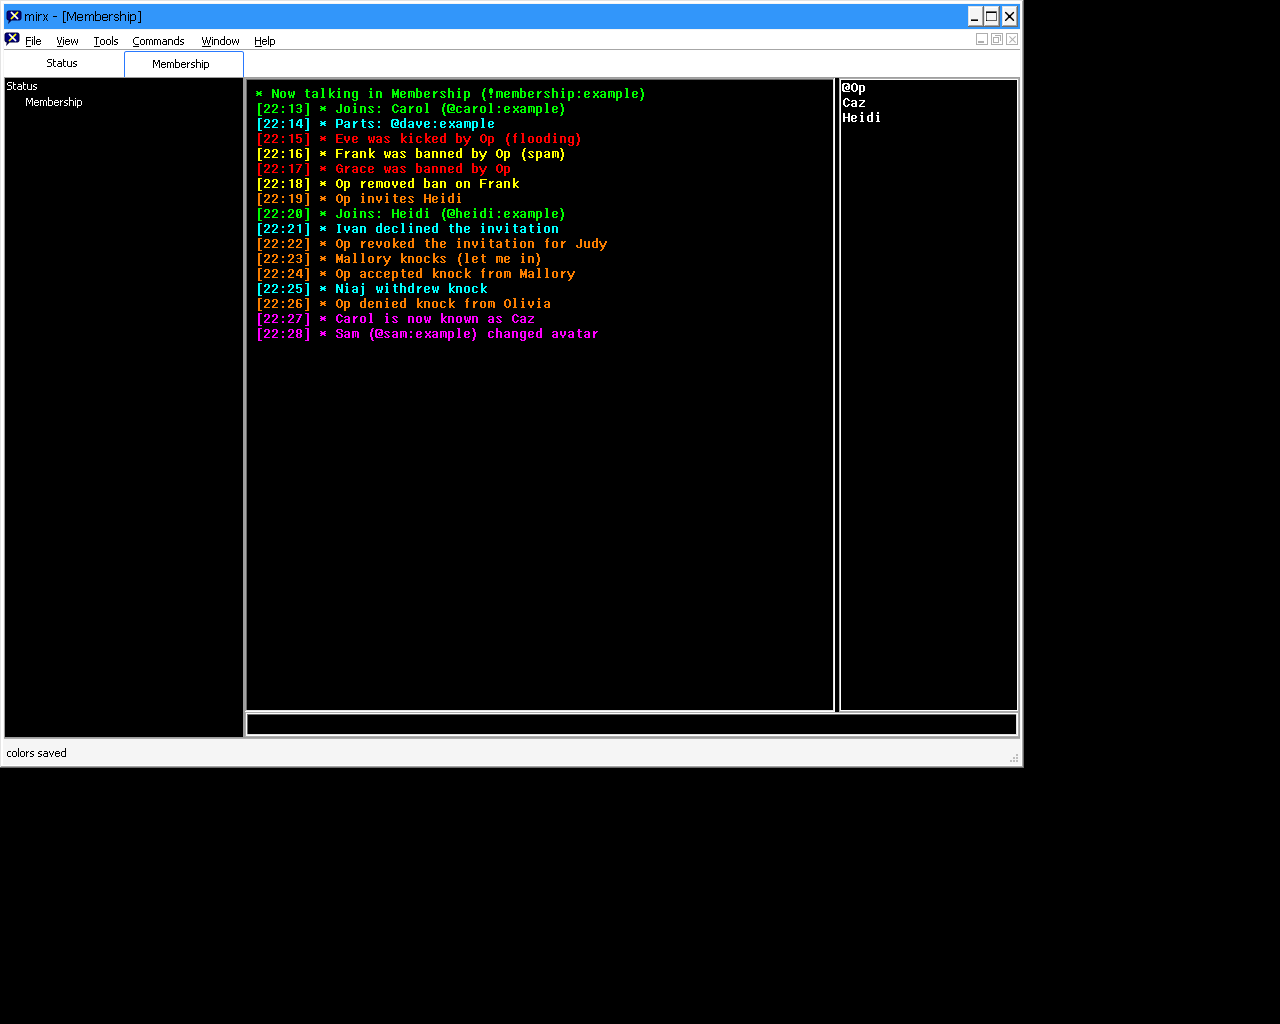 mirx - [Membership]
File View Tools Commands Window Help
Status Membership
Status
Membership
* Now talking in Membership (!membership:example)
[22:13] * Joins: Carol (@carol:example)
[22:14] * Parts: @dave:example
[22:15] * Eve was kicked by Op (flooding)
[22:16] * Frank was banned by Op (spam)
[22:17] * Grace was banned by Op
[22:18] * Op removed ban on Frank
[22:19] * Op invites Heidi
[22:20] * Joins: Heidi (@heidi:example)
[22:21] * Ivan declined the invitation
[22:22] * Op revoked the invitation for Judy
[22:23] * Mallory knocks (let me in)
[22:24] * Op accepted knock from Mallory
[22:25] * Niaj withdrew knock
[22:26] * Op denied knock from Olivia
[22:27] * Carol is now known as Caz
[22:28] * Sam (@sam:example) changed avatar
@Op
Caz
Heidi
colors saved